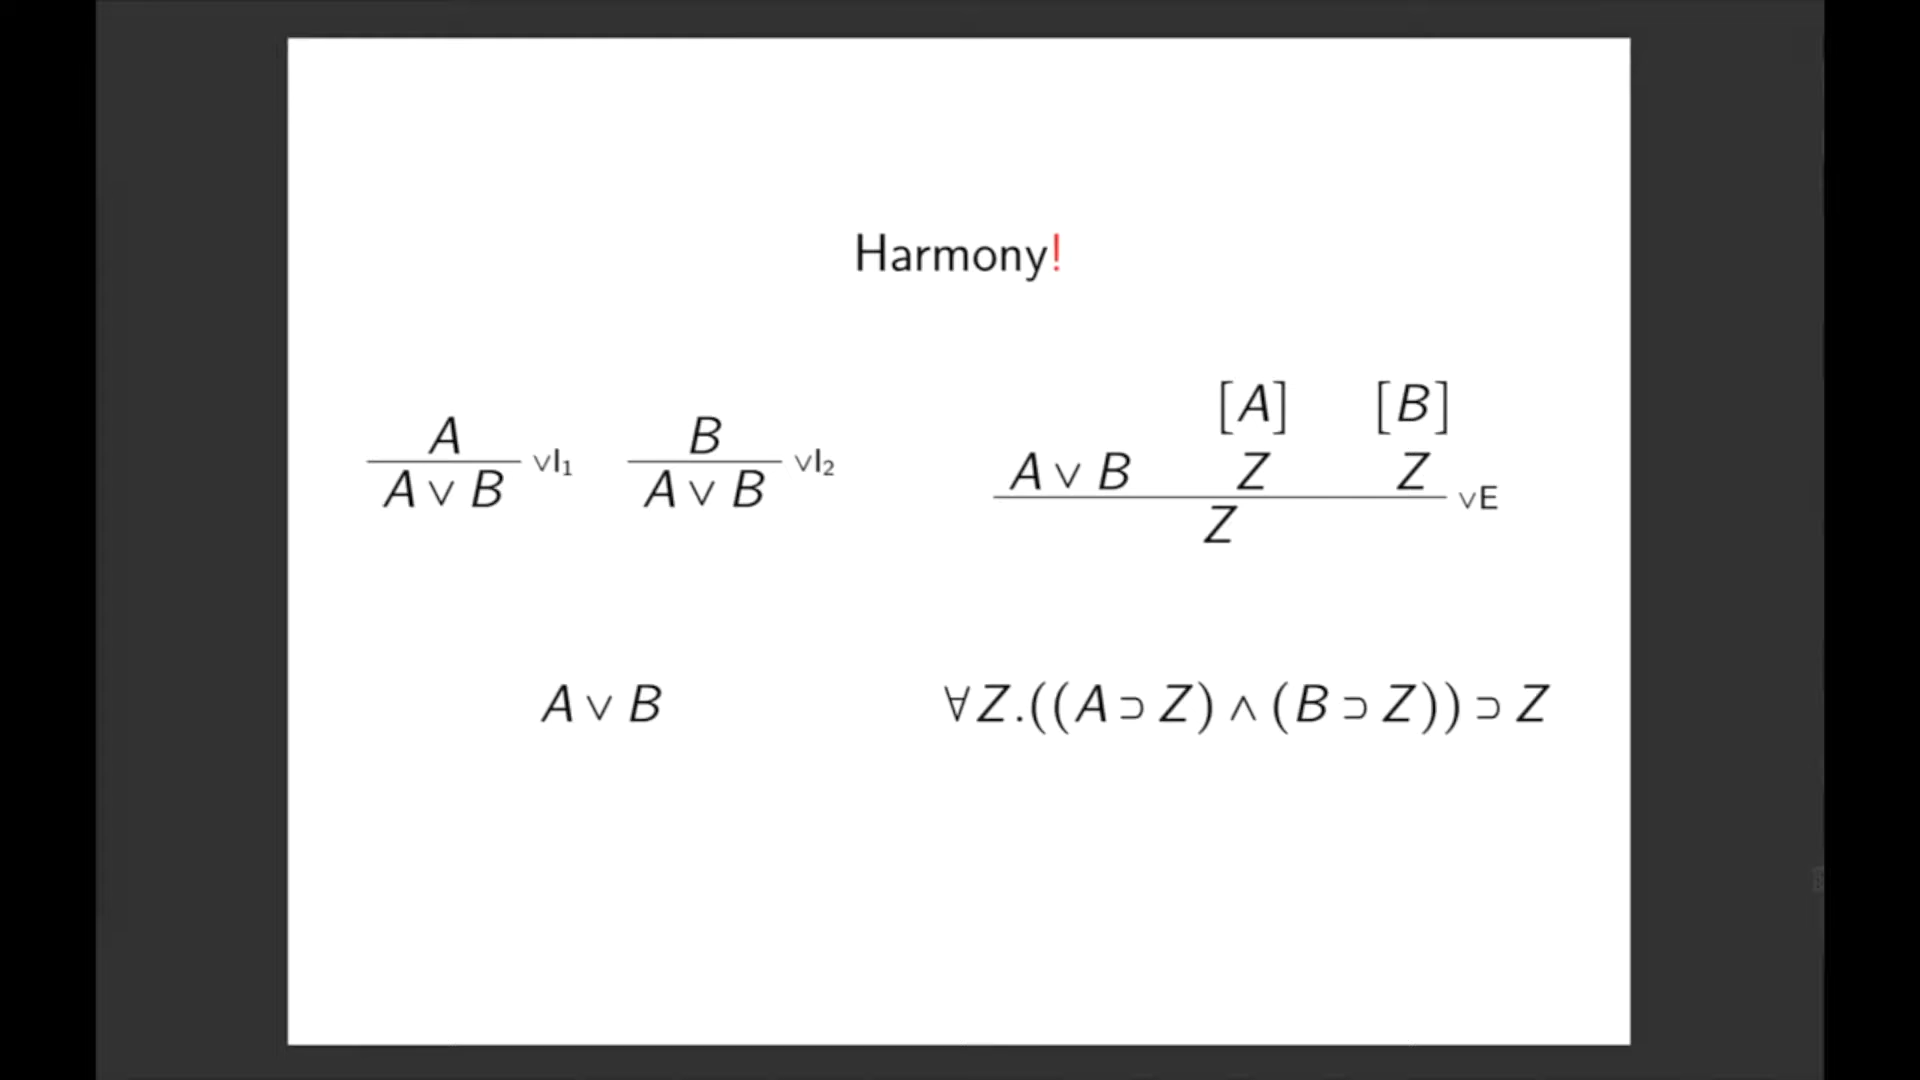 Harmony!
A
A ∨ B
∨I₁
B
A ∨ B
∨I₂
[A] [B]
A ∨ B Z Z
Z
∨E
A ∨ B
∀Z.((A ⊃ Z) ∧ (B ⊃ Z)) ⊃ Z